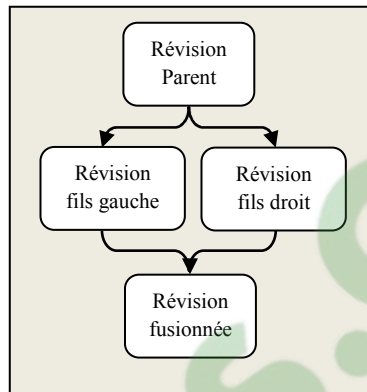 Révision
Parent
Révision
fils gauche
Révision
fils droit
Révision
fusionnée